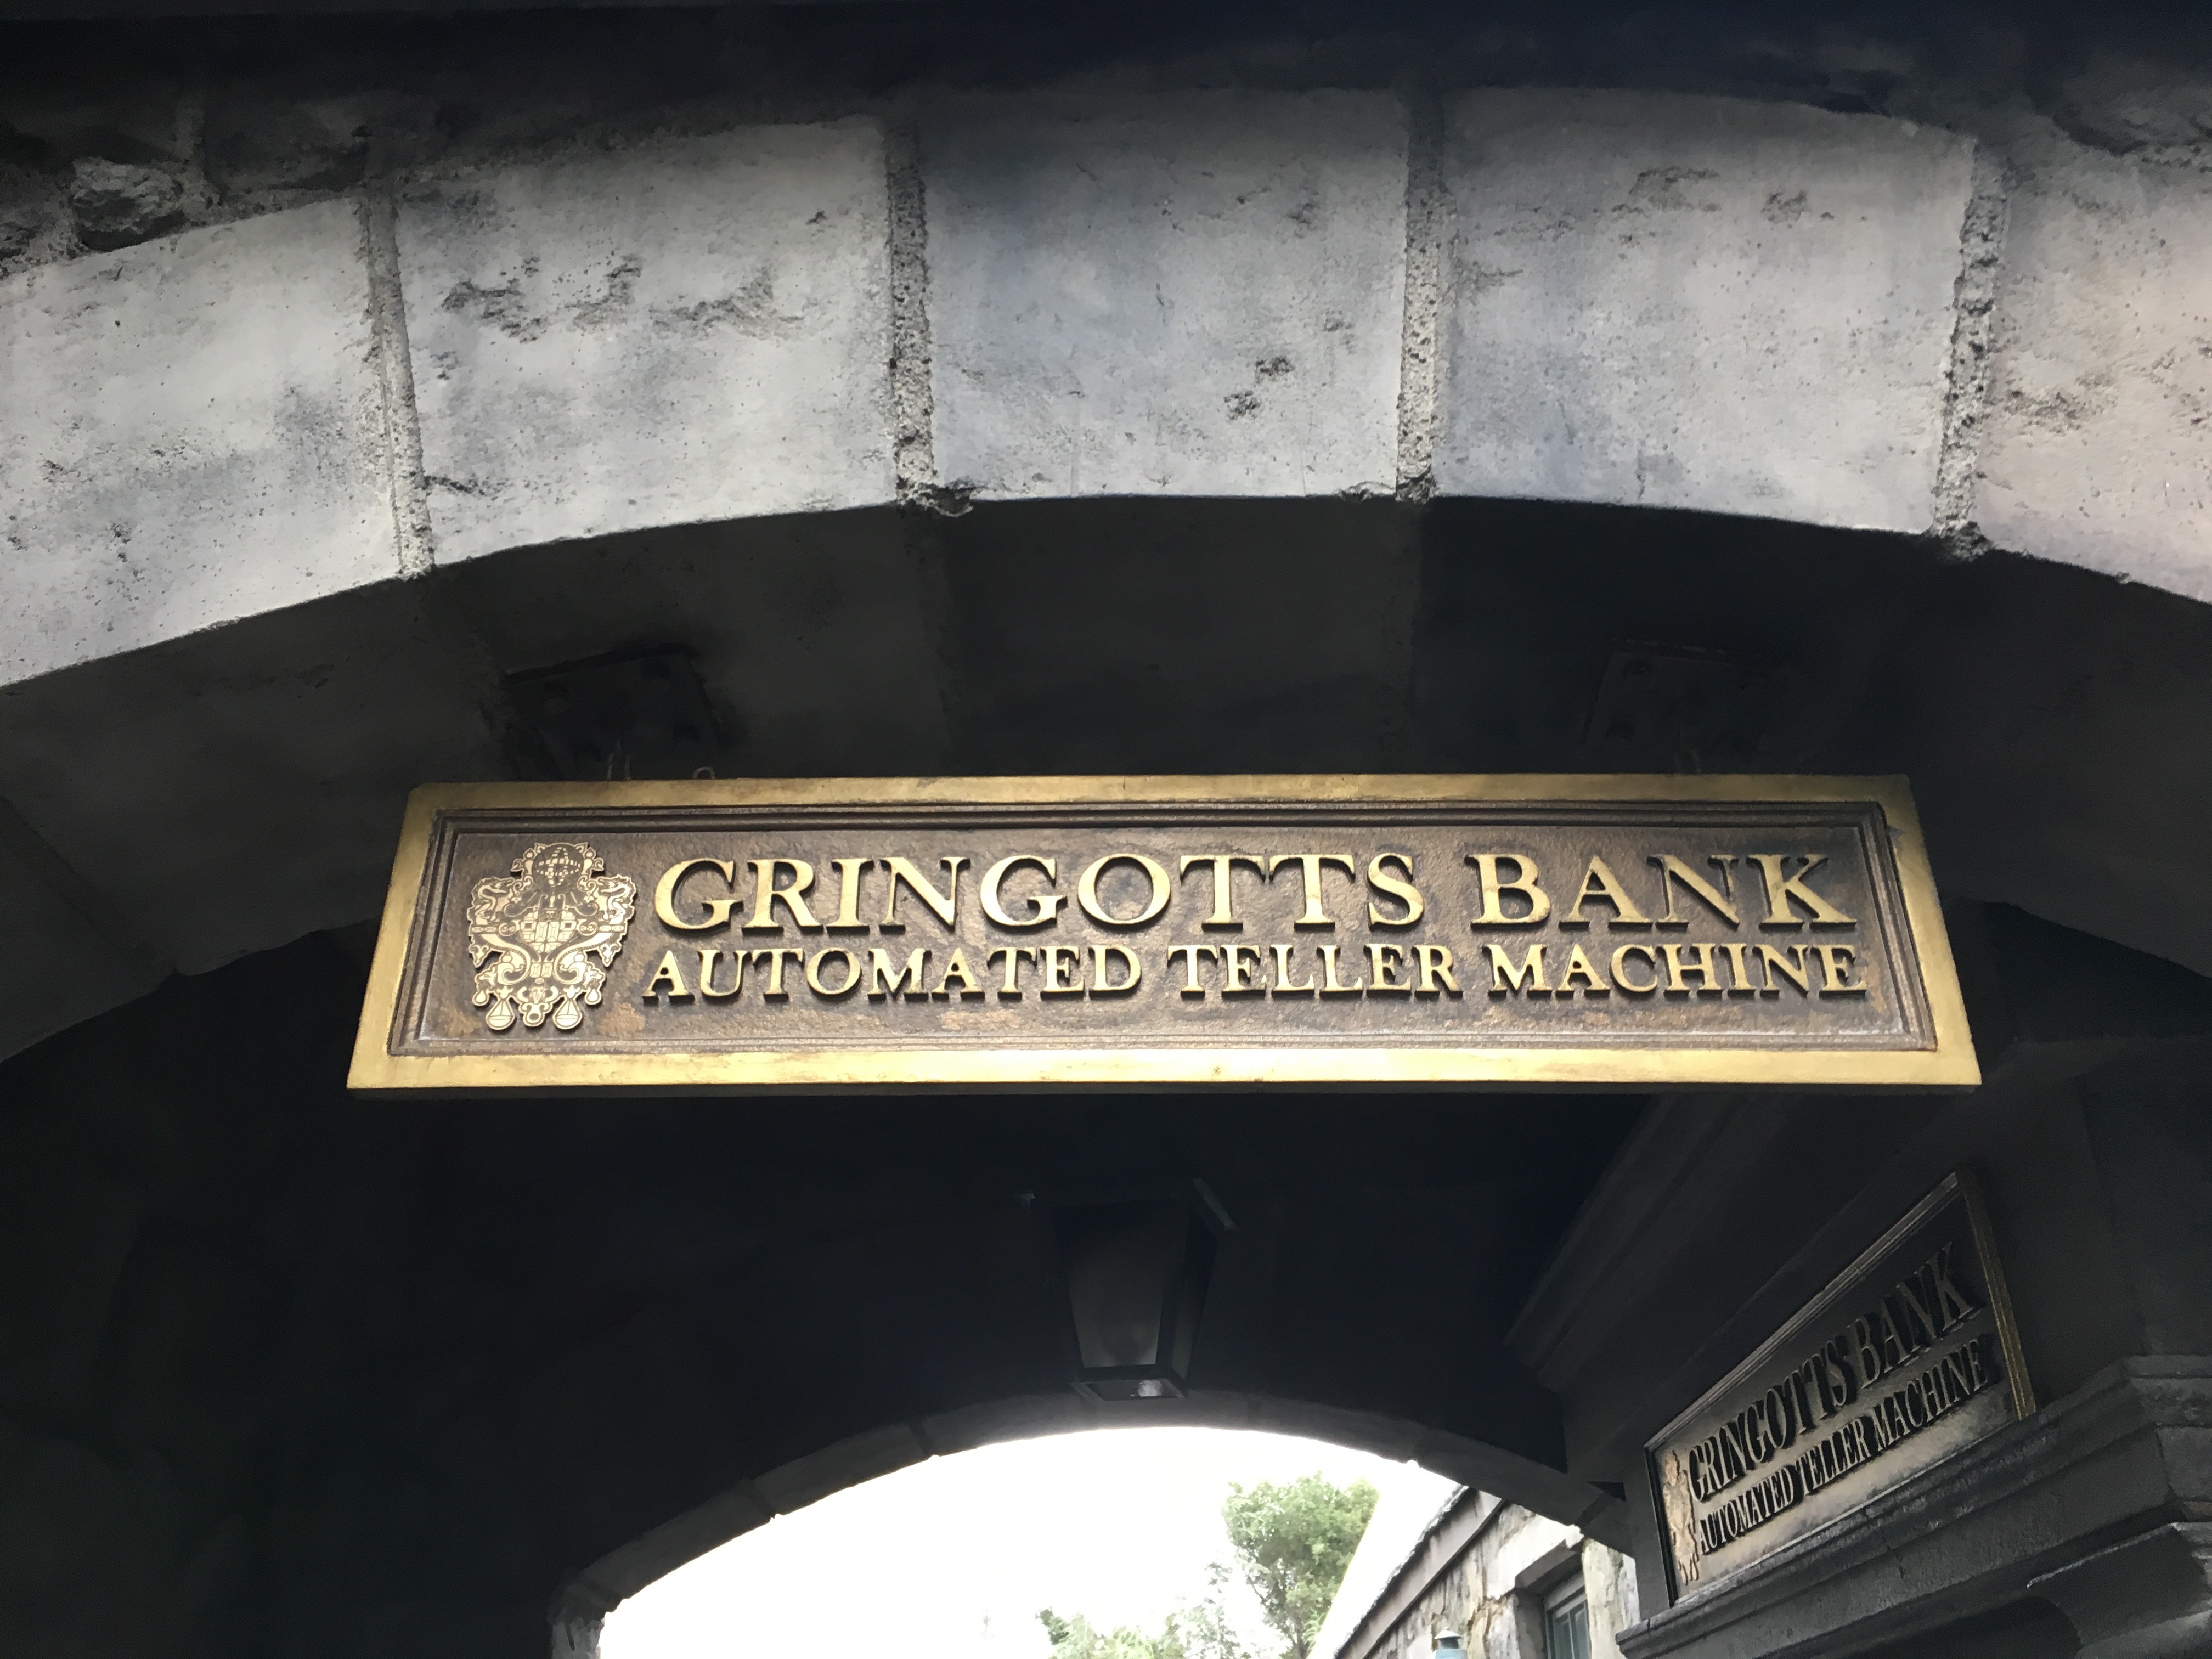 GRINGOTTS BANK
AUTOMATED TELLER MACHINE
GRINGOTTS BANK
AUTOMATED TELLER MACHINE